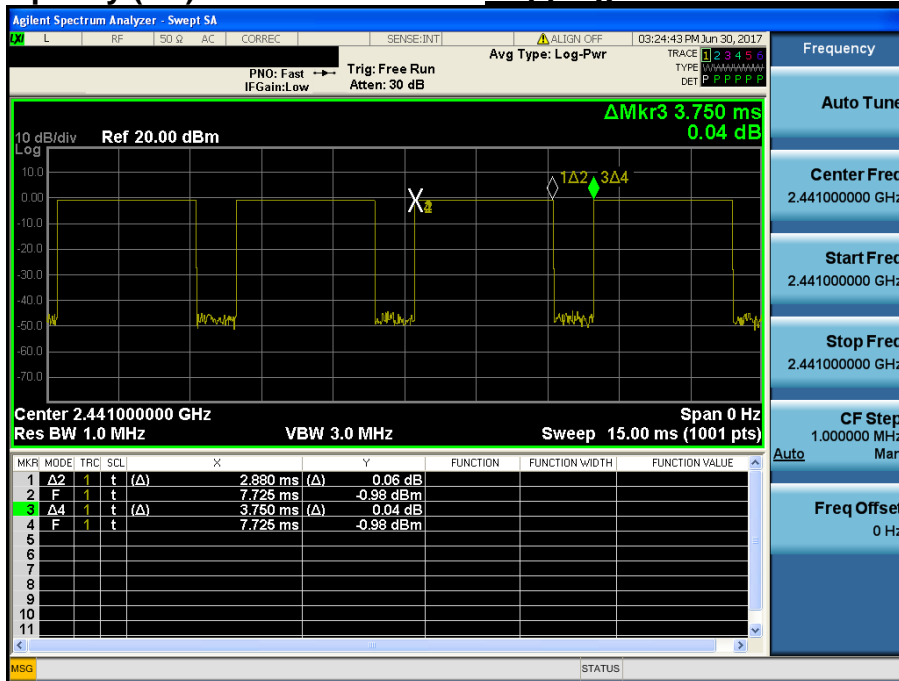 Agilent Spectrum Analyzer - Swept SA
LXI L RF 50 Ω AC CORREC SENSE:INT ALIGN OFF 03:24:43 PM Jun 30, 2017
Avg Type: Log-Pwr TRACE 1 2 3 4 5 6
TYPE WWWWWW
DET P P P P P P
PNO: Fast Trig: Free Run
IFGain:Low Atten: 30 dB
Frequency
Auto Tune
ΔMkr3 3.750 ms
0.04 dB
10 dB/div Ref 20.00 dBm
Log
10.0
0.00
-10.0
-20.0
-30.0
-40.0
-50.0
-60.0
-70.0
1Δ2 3Δ4
X
Center Freq
2.441000000 GHz
Start Freq
2.441000000 GHz
Stop Freq
2.441000000 GHz
CF Step
1.000000 MHz
Auto Man
Freq Offset
0 Hz
Center 2.441000000 GHz Span 0 Hz
Res BW 1.0 MHz VBW 3.0 MHz Sweep 15.00 ms (1001 pts)
MKR MODE TRC SCL X Y FUNCTION FUNCTION WIDTH FUNCTION VALUE
1 Δ2 1 t (Δ) 2.880 ms (Δ) 0.06 dB
2 F 1 t 7.725 ms -0.98 dBm
3 Δ4 1 t (Δ) 3.750 ms (Δ) 0.04 dB
4 F 1 t 7.725 ms -0.98 dBm
5
6
7
8
9
10
11
MSG STATUS